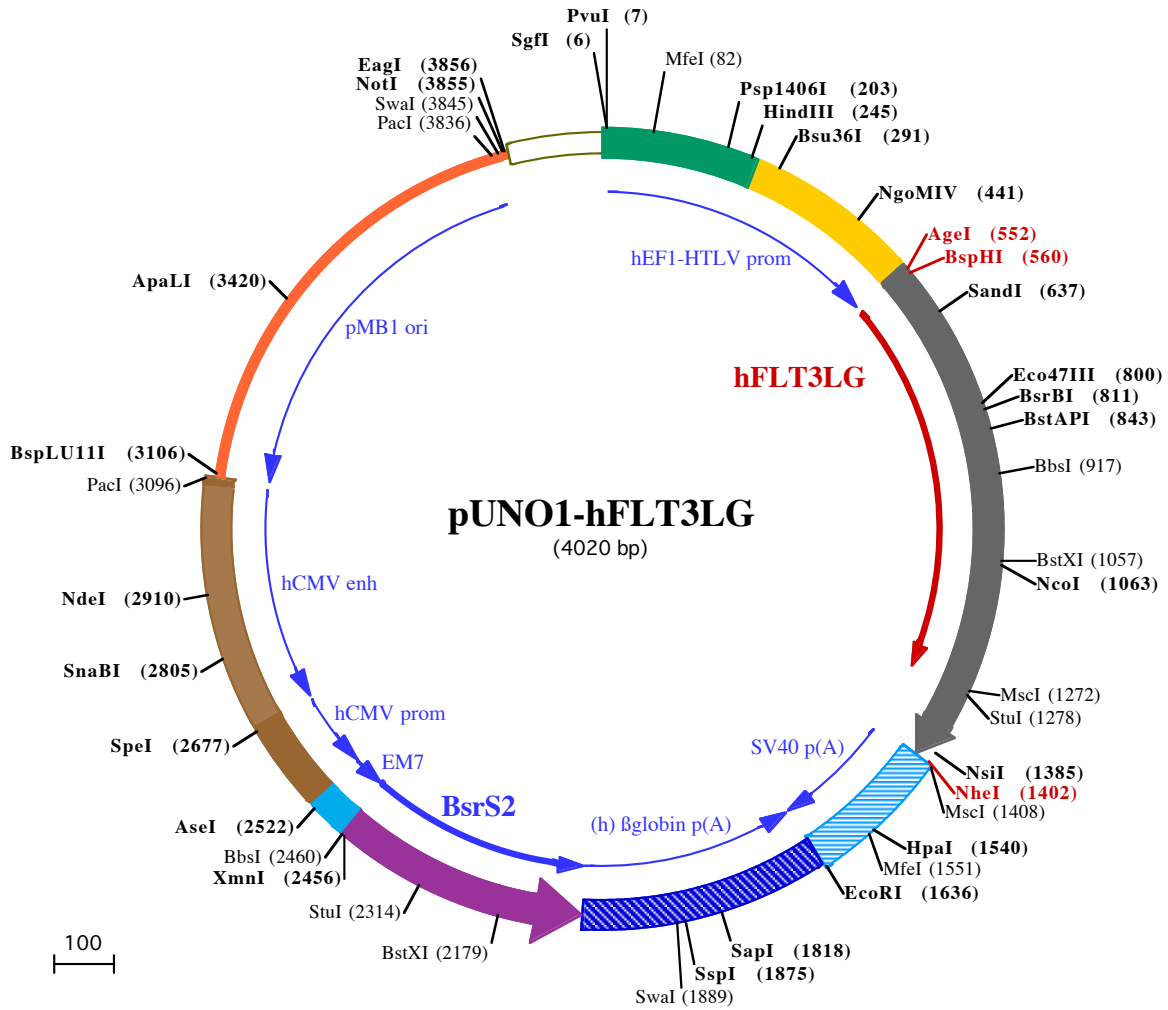 PvuI (7)
SgfI (6)
MfeI (82)
EagI (3856)
NotI (3855)
SwaI (3845)
PacI (3836)
Psp1406I (203)
HindIII (245)
Bsu36I (291)
NgoMIV (441)
AgeI (552)
BspHI (560)
SandI (637)
hEF1-HTLV prom
ApaLI (3420)
pMB1 ori
hFLT3LG
Eco47III (800)
BsrBI (811)
BstAPI (843)
BspLU11I (3106)
PacI (3096)
BbsI (917)
pUNO1-hFLT3LG
(4020 bp)
BstXI (1057)
NcoI (1063)
hCMV enh
NdeI (2910)
SnaBI (2805)
MscI (1272)
StuI (1278)
hCMV prom
SpeI (2677)
SV40 p(A)
EM7
NsiI (1385)
NheI (1402)
MscI (1408)
BsrS2
(h) ßglobin p(A)
AseI (2522)
BbsI (2460)
XmnI (2456)
HpaI (1540)
MfeI (1551)
EcoRI (1636)
StuI (2314)
BstXI (2179)
100
SapI (1818)
SspI (1875)
SwaI (1889)